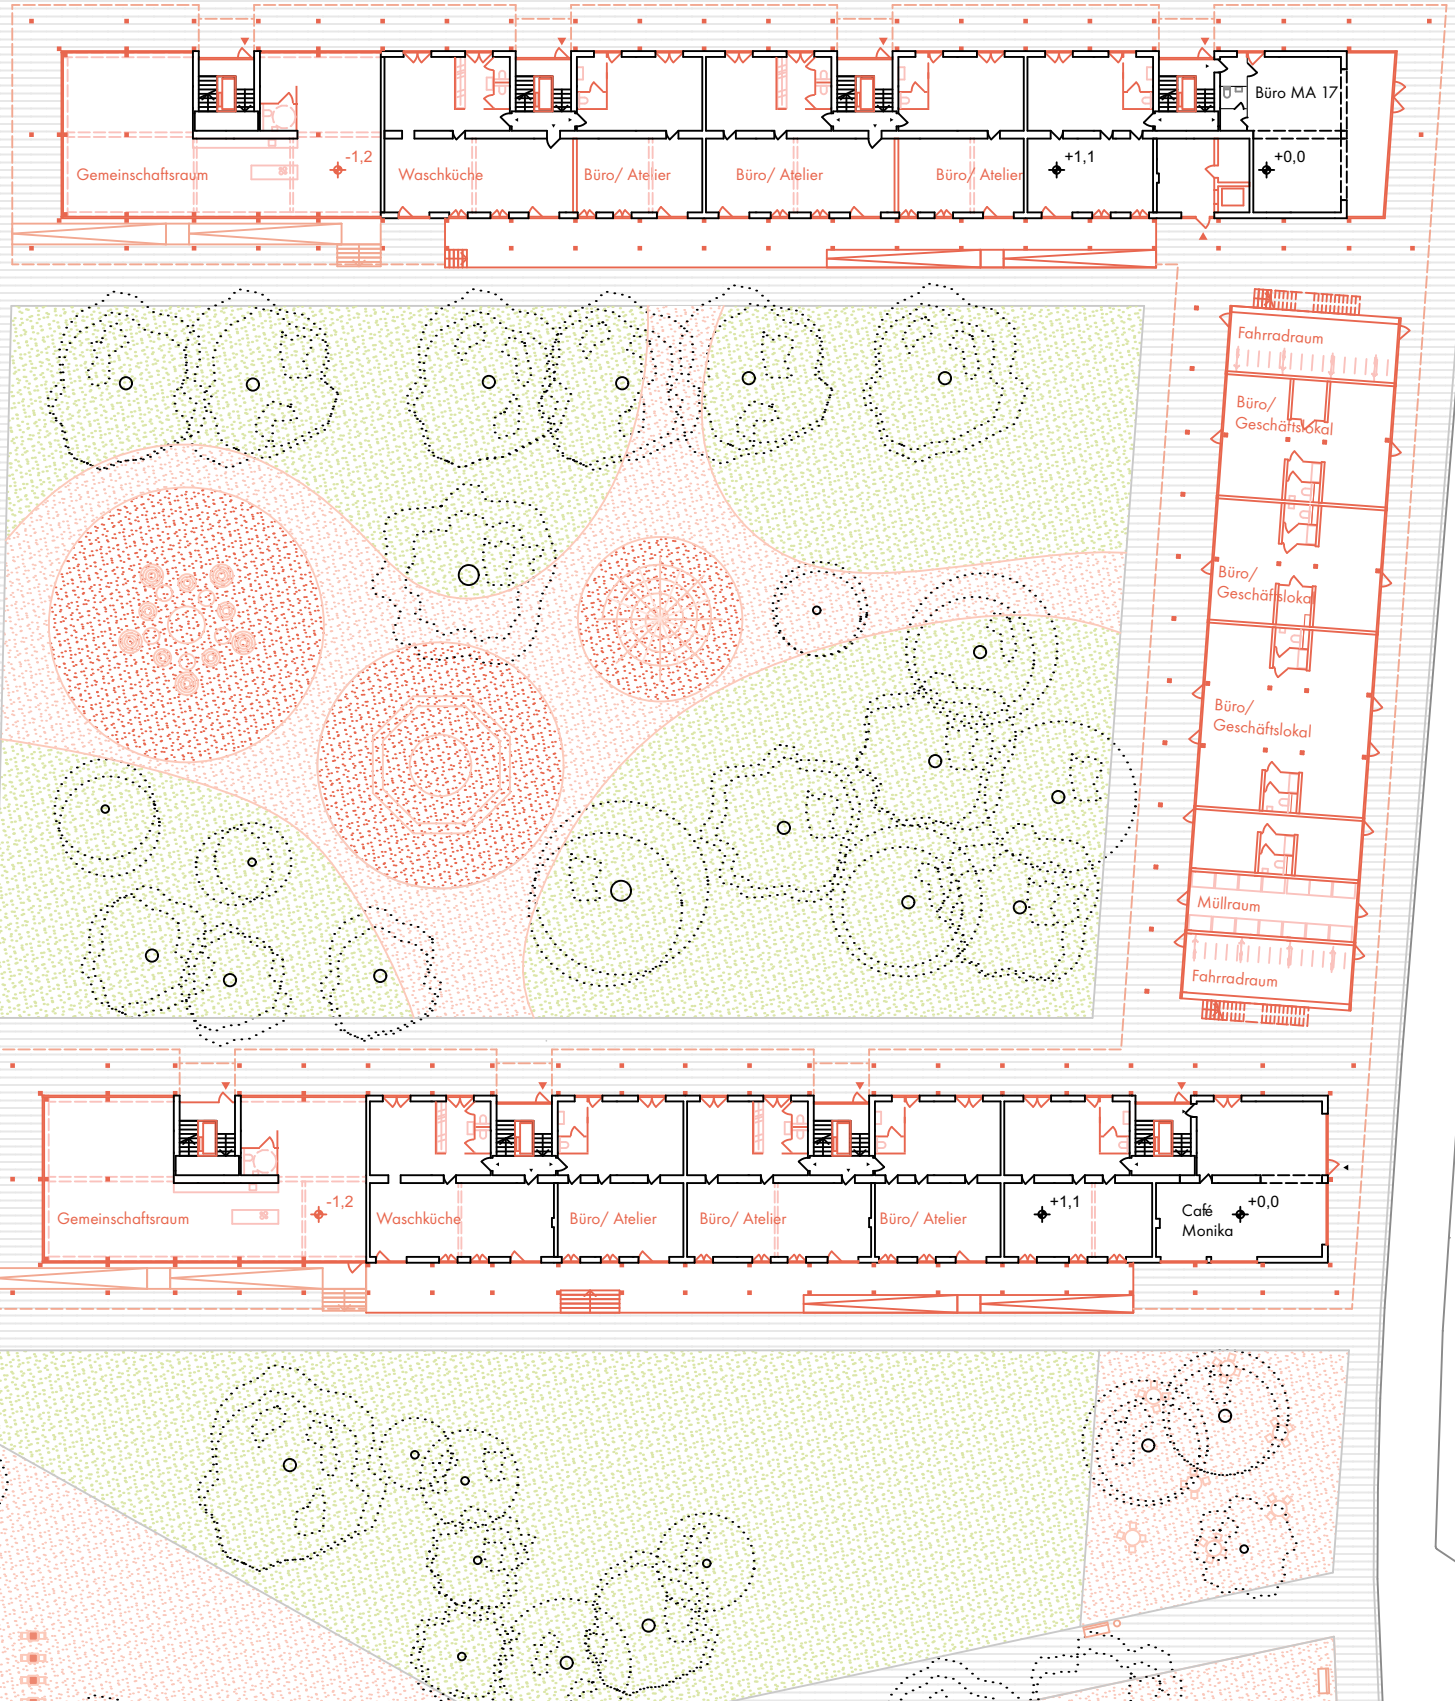 Büro MA 17
-1,2
+1,1
+0,0
Gemeinschaftsraum
Waschküche
Büro/ Atelier
Büro/ Atelier
Büro/ Atelier
Fahrradraum
Büro/
Geschäftslokal
Büro/
Geschäftslokal
Büro/
Geschäftslokal
Müllraum
Fahrradraum
-1,2
+1,1
+0,0
Gemeinschaftsraum
Waschküche
Büro/ Atelier
Büro/ Atelier
Büro/ Atelier
Café
Monika